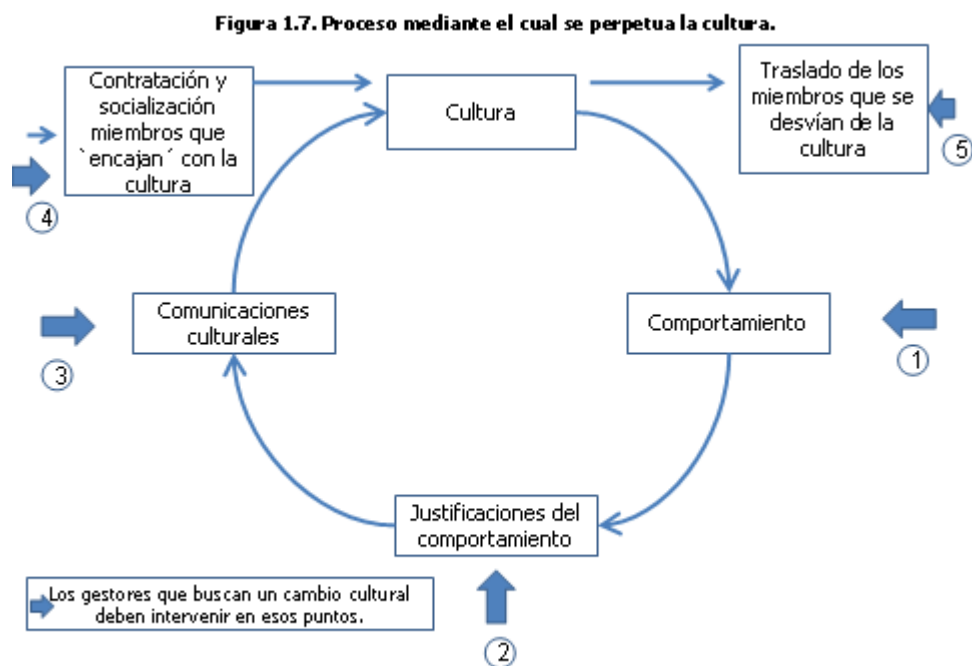 Figura 1.7. Proceso mediante el cual se perpetua la cultura.
Contratación y
socialización
miembros que
`encajan´ con la
cultura
Cultura
Traslado de los
miembros que se
desvían de la
cultura
5
4
Comunicaciones
culturales
Comportamiento
3
1
Justificaciones del
comportamiento
Los gestores que buscan un cambio cultural
deben intervenir en esos puntos.
2